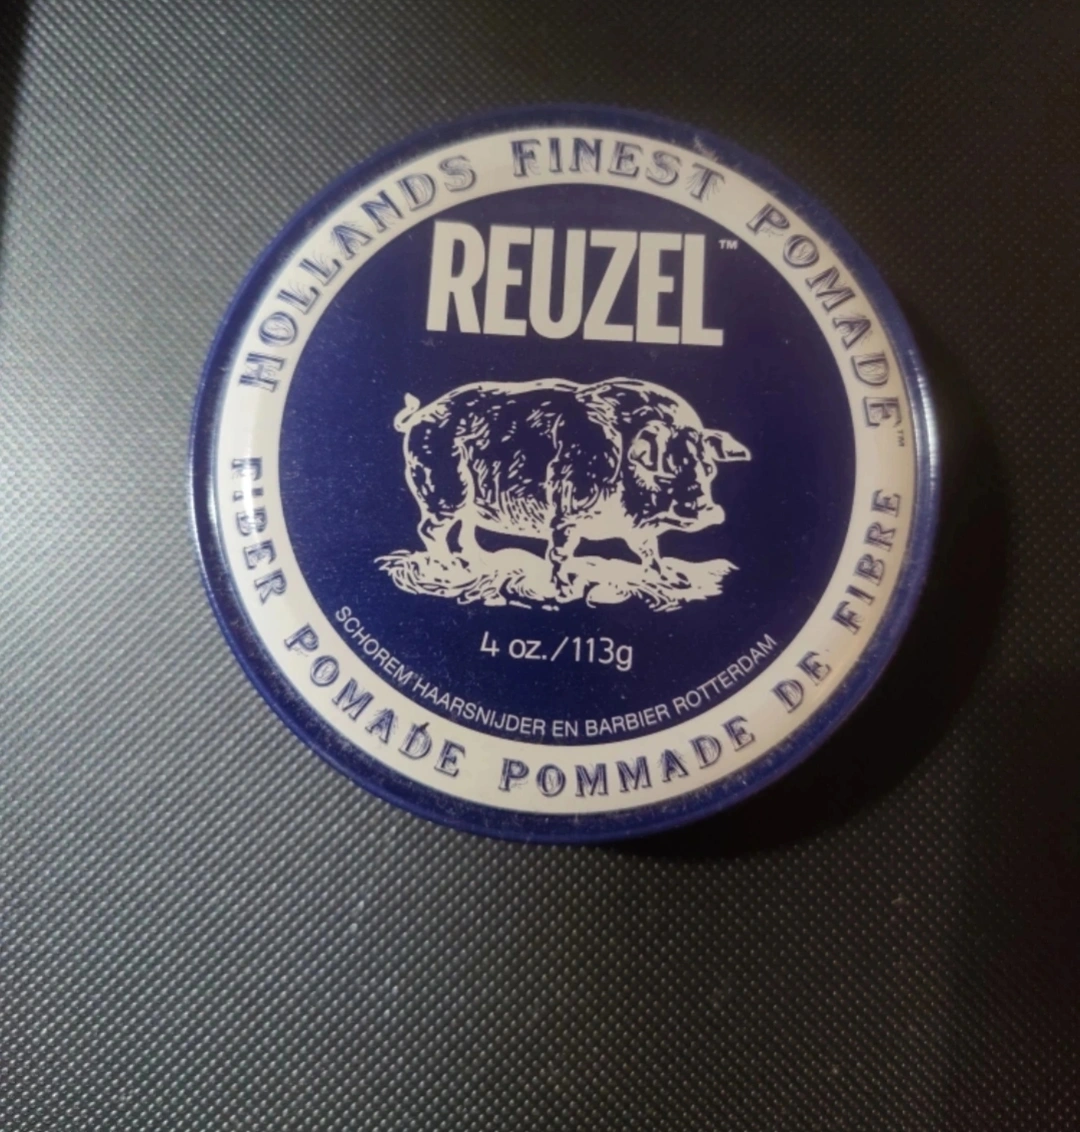 HOLLANDS FINEST POMADE™
REUZEL™
4 oz./113g
SCHOREM® HAARSNIJDER EN BARBIER ROTTERDAM
FIBER POMADE POMMADE DE FIBRE